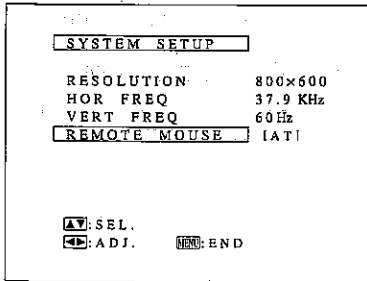 SYSTEM SETUP
RESOLUTION 800×600
HOR FREQ 37.9 KHz
VERT FREQ 60Hz
REMOTE MOUSE [AT]
▲▼:SEL.
◀▶:ADJ. MENU:END